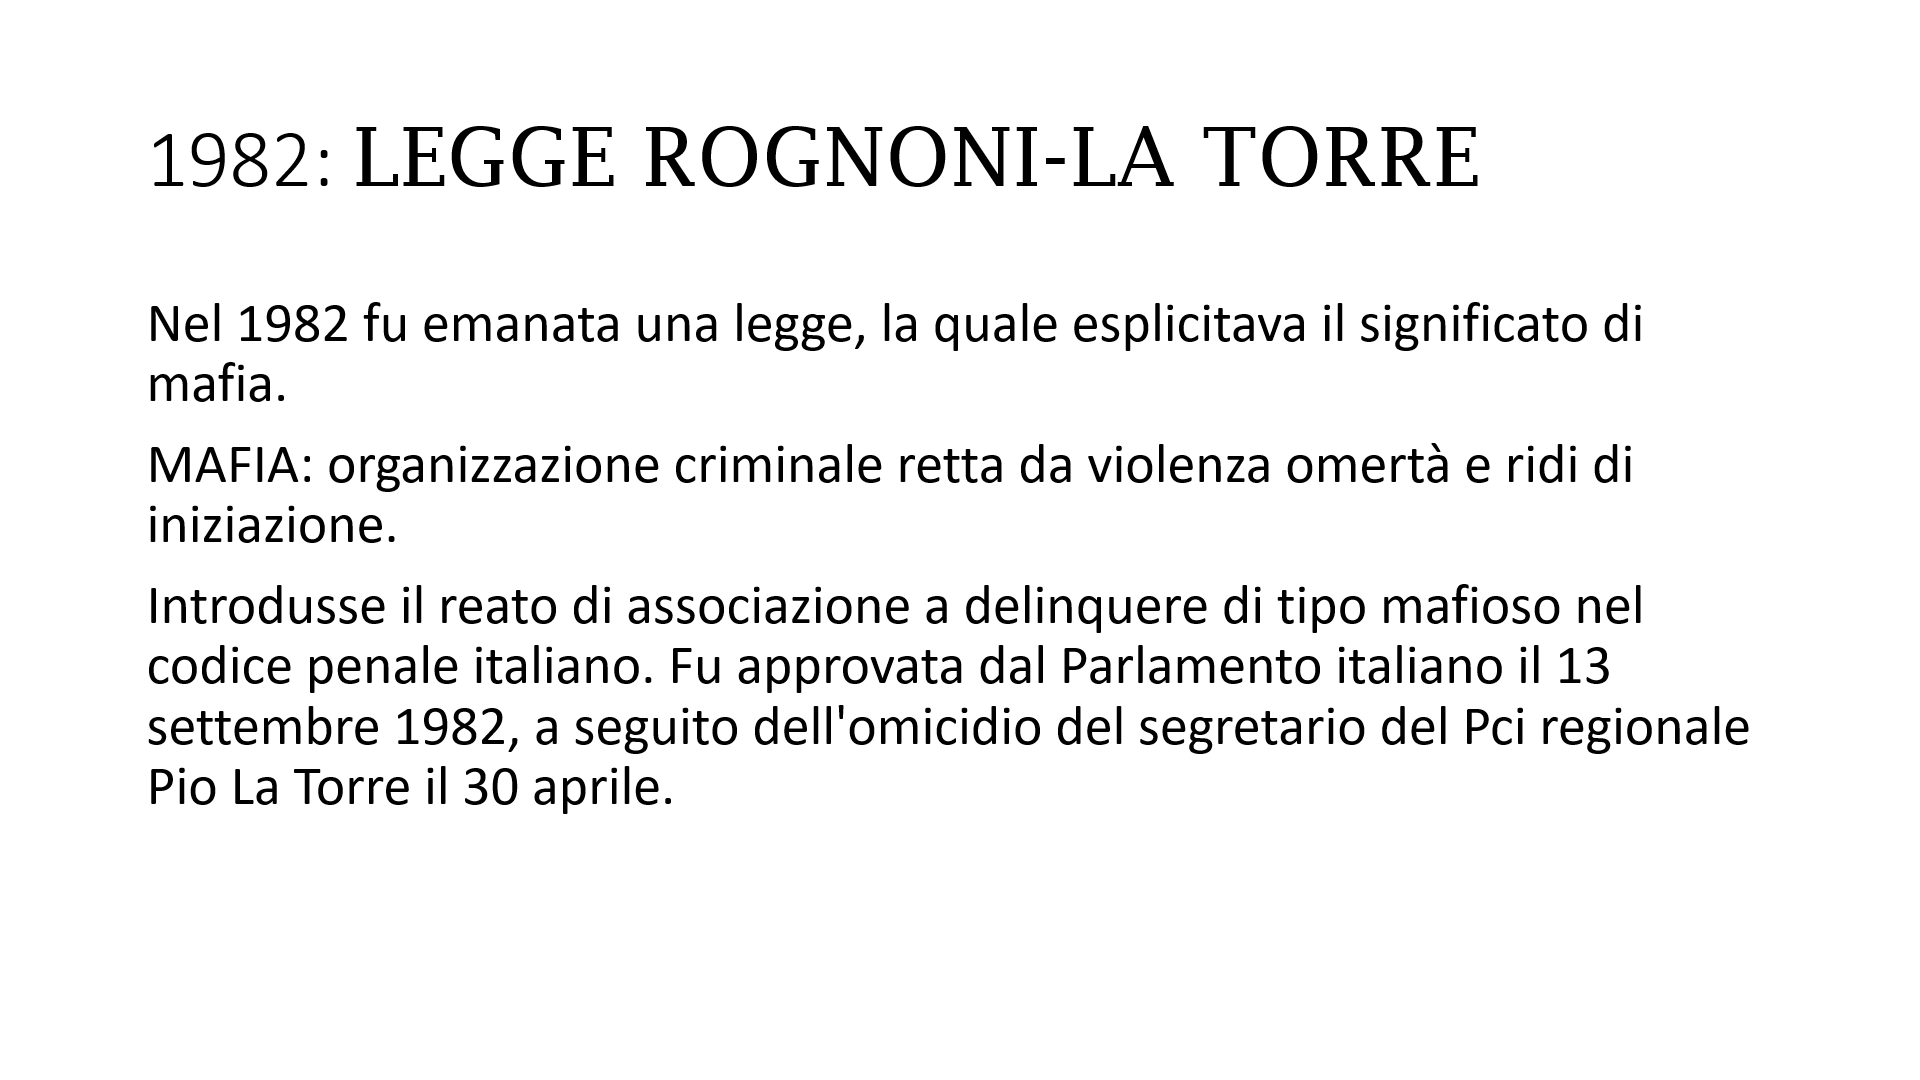 1982: LEGGE ROGNONI-LA TORRE
Nel 1982 fu emanata una legge, la quale esplicitava il significato di
mafia.
MAFIA: organizzazione criminale retta da violenza omertà e ridi di
iniziazione.
Introdusse il reato di associazione a delinquere di tipo mafioso nel
codice penale italiano. Fu approvata dal Parlamento italiano il 13
settembre 1982, a seguito dell'omicidio del segretario del Pci regionale
Pio La Torre il 30 aprile.